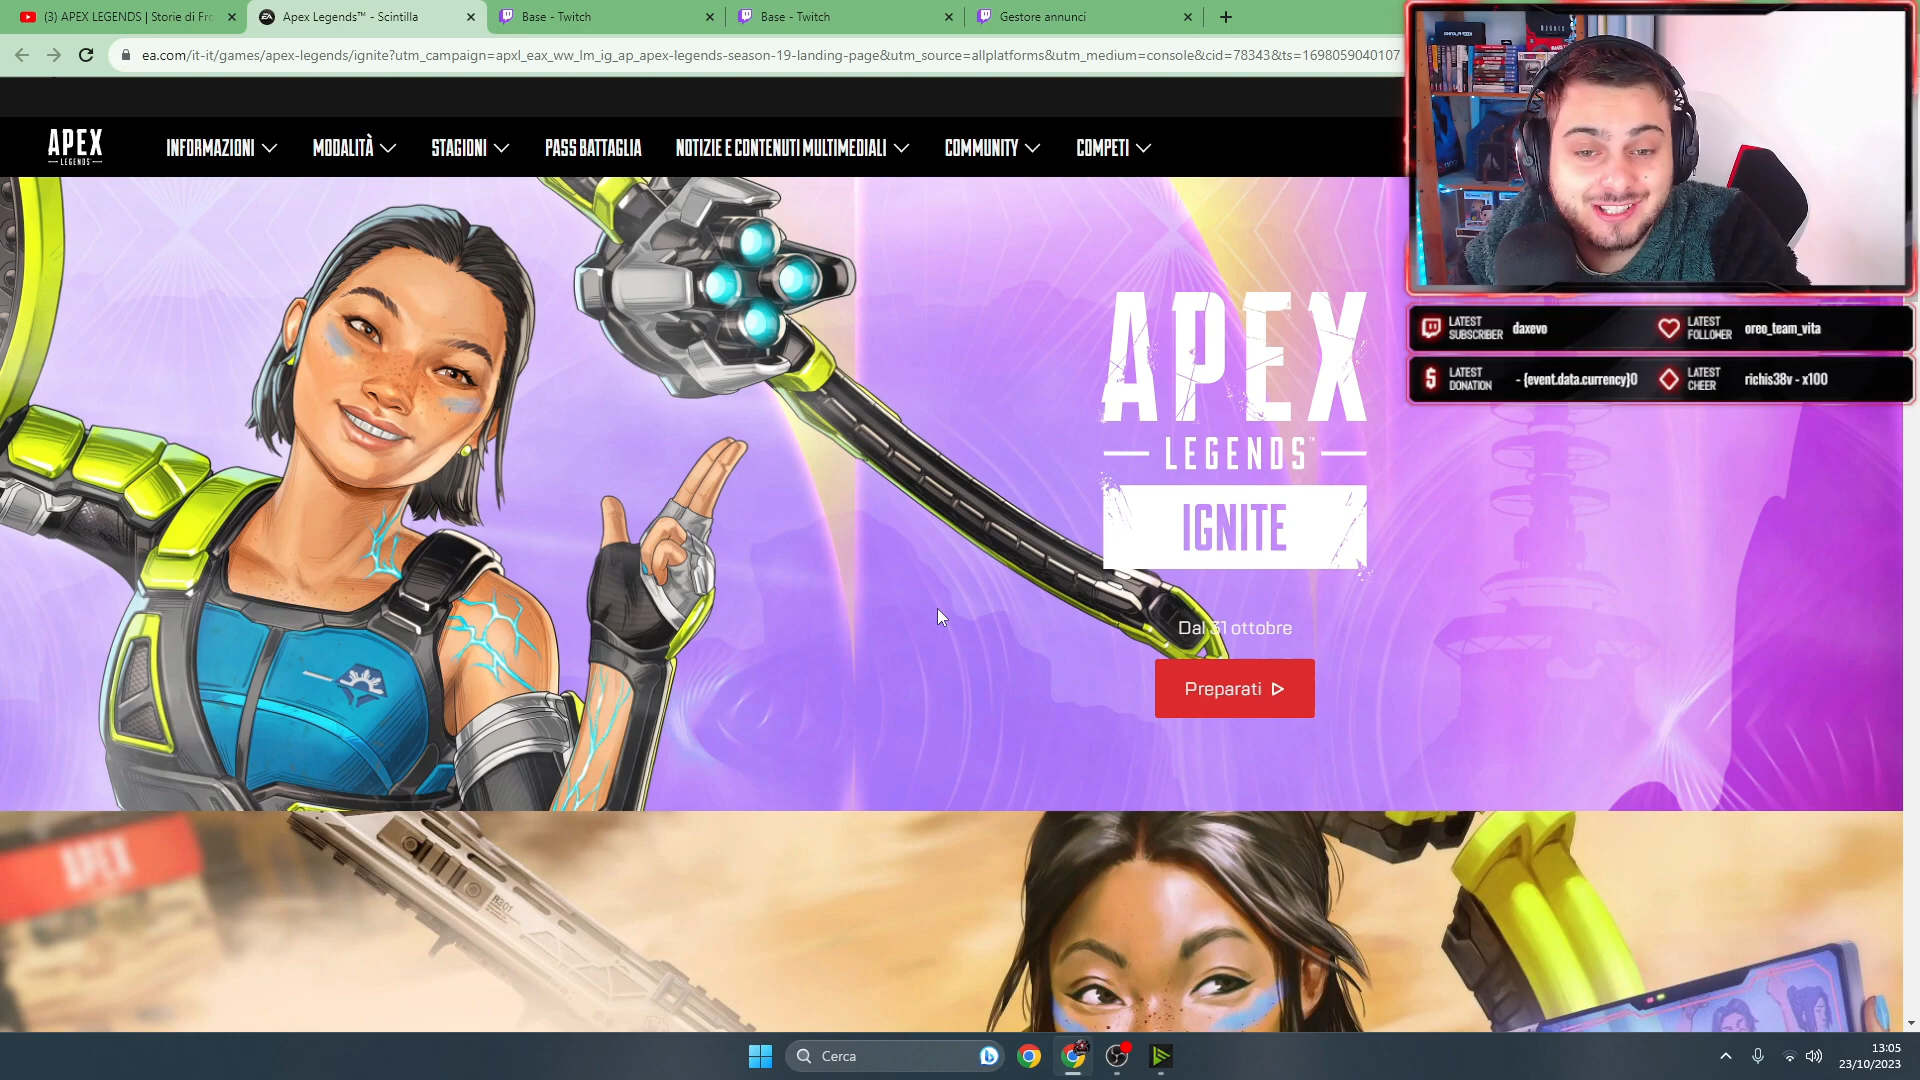 (3) APEX LEGENDS | Storie di Fro
Apex Legends™ - Scintilla
Base - Twitch
Base - Twitch
Gestore annunci
ea.com/it-it/games/apex-legends/ignite?utm_campaign=apxl_eax_ww_lm_ig_ap_apex-legends-season-19-landing-page&utm_source=allplatforms&utm_medium=console&cid=78343&ts=1698059040107
APEX
LEGENDS
INFORMAZIONI
MODALITÀ
STAGIONI
PASS BATTAGLIA
NOTIZIE E CONTENUTI MULTIMEDIALI
COMMUNITY
COMPETI
LATEST SUBSCRIBER daxevo
LATEST FOLLOWER oreo_team_vita
LATEST DONATION - {event.data.currency}0
LATEST CHEER richis38v - x100
APEX
LEGENDS™
IGNITE
Dal 31 ottobre
Preparati
APEX
R301
Cerca
13:05
23/10/2023